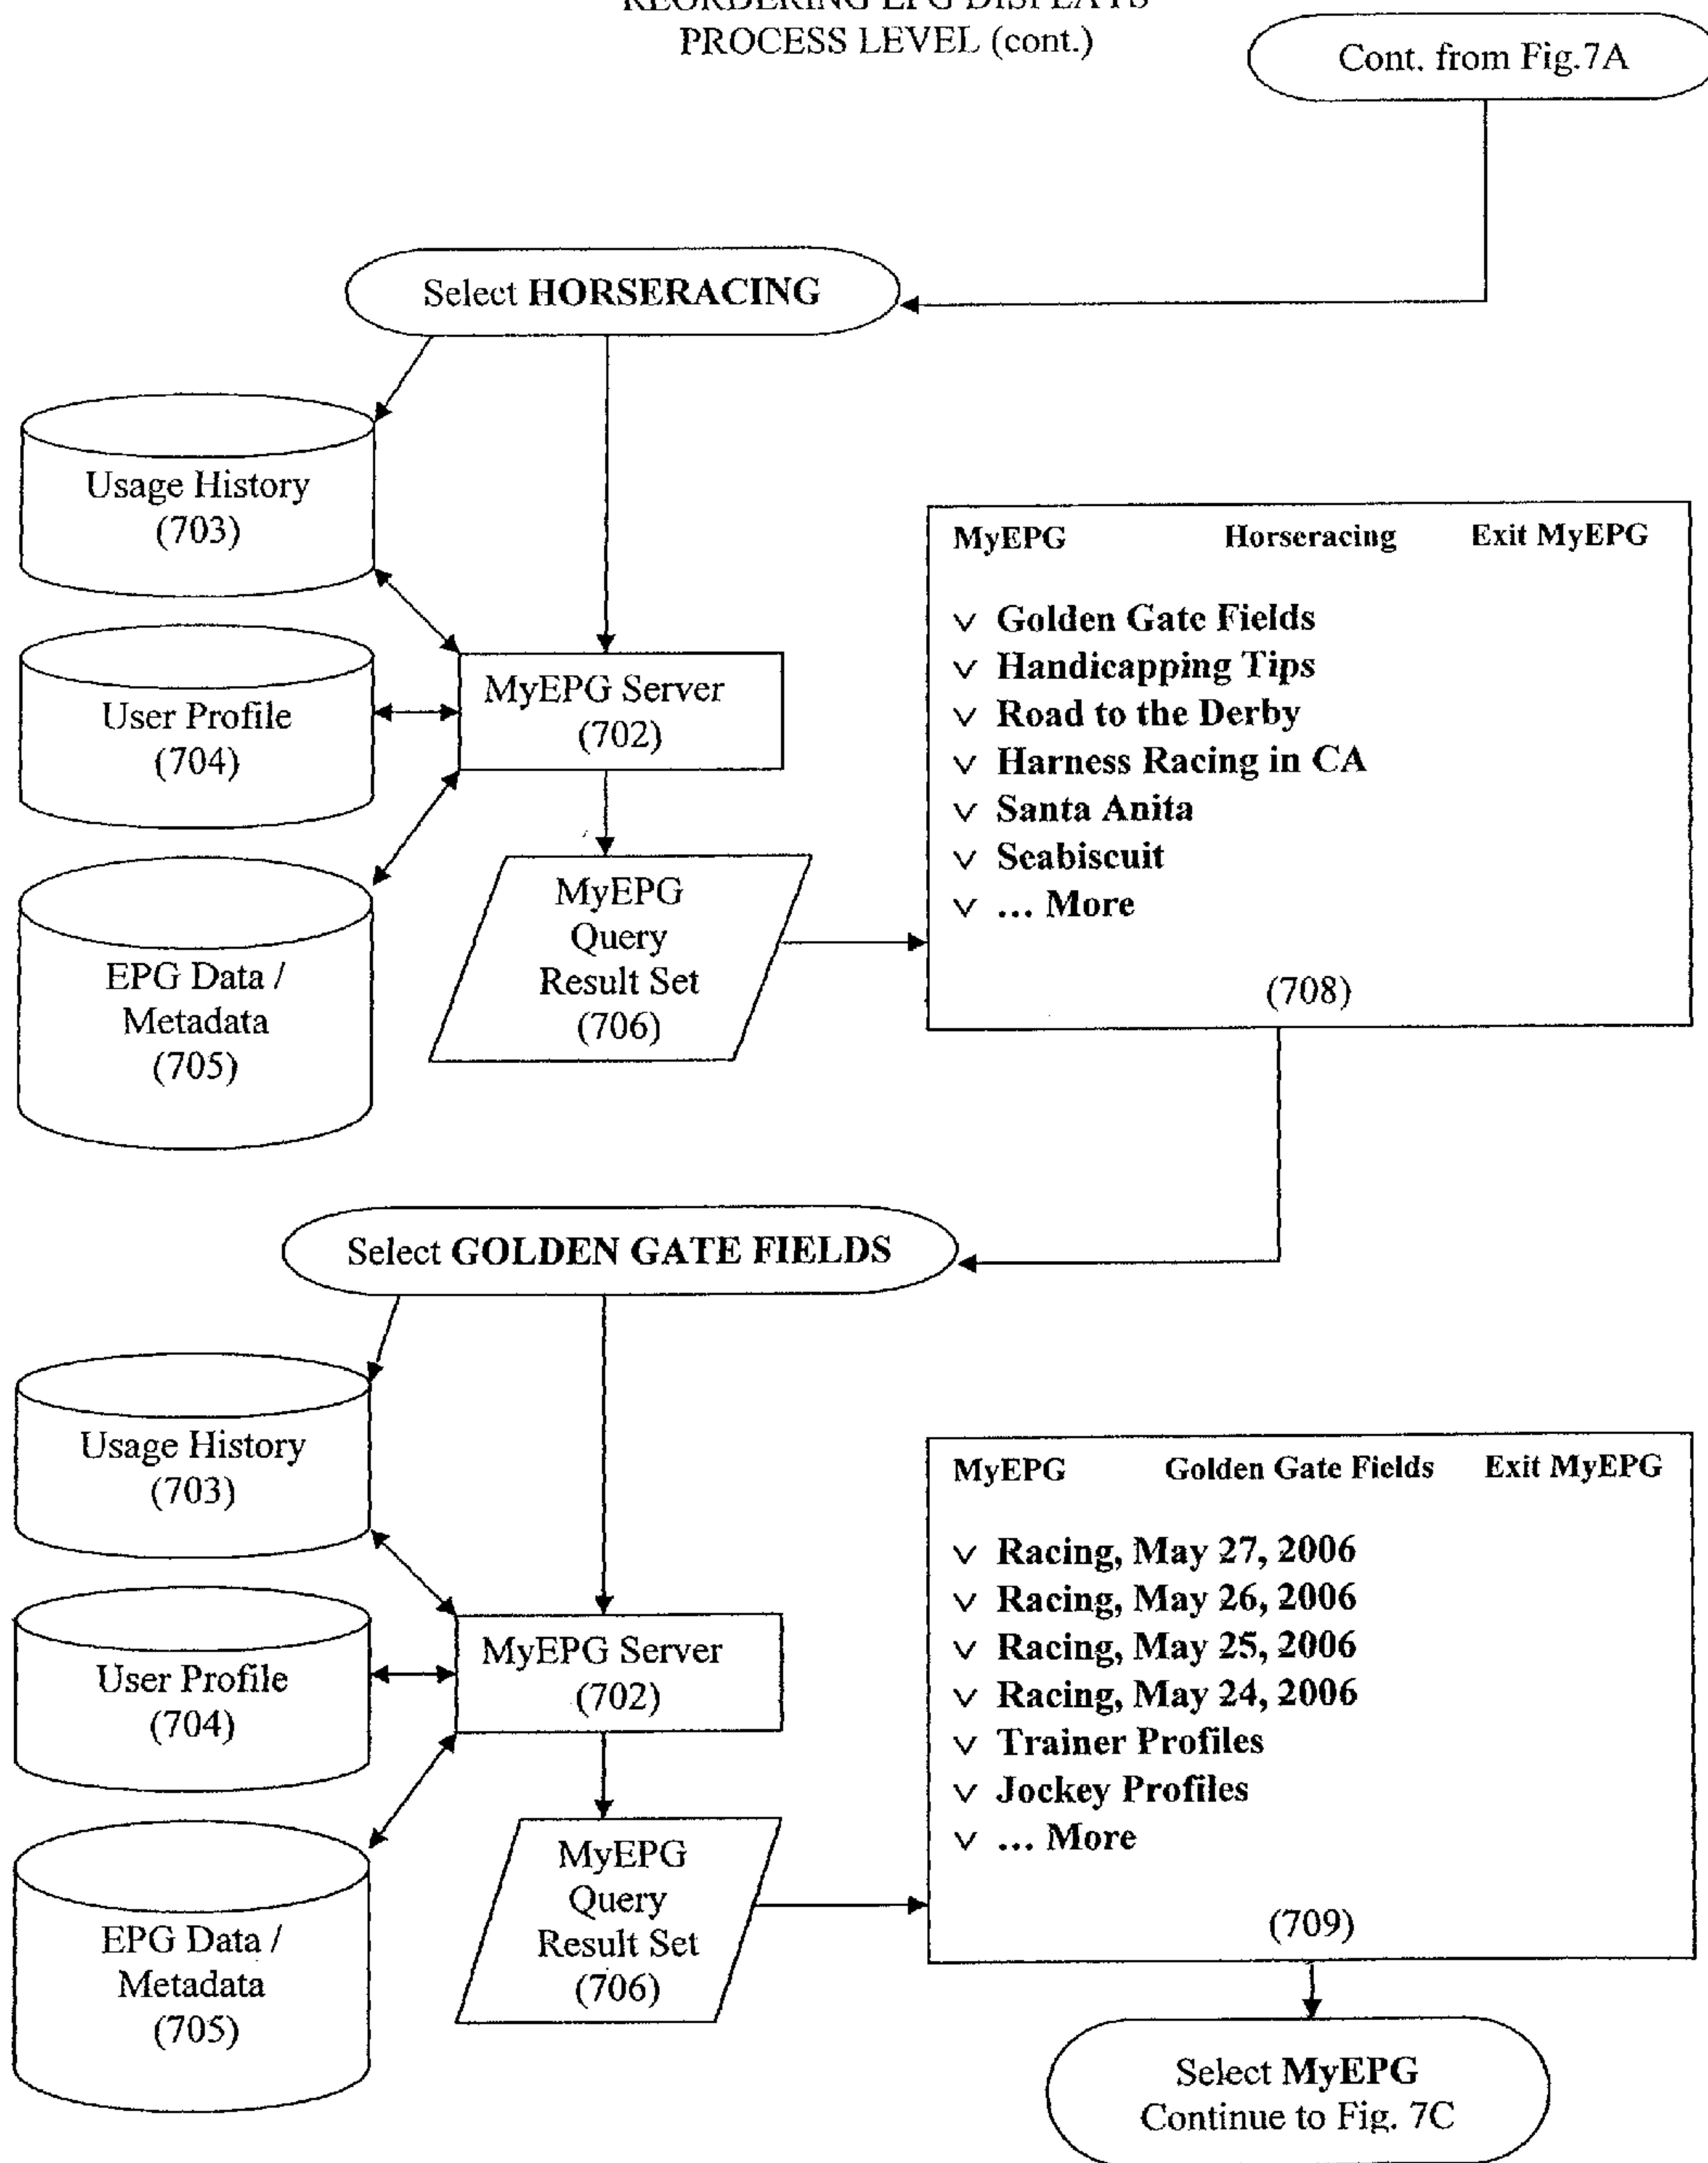 REORDERING EPG DISPLAYS
PROCESS LEVEL (cont.)
Cont. from Fig.7A
Select HORSERACING
Usage History
(703)
User Profile
(704)
EPG Data /
Metadata
(705)
MyEPG Server
(702)
MyEPG
Query
Result Set
(706)
MyEPG Horseracing Exit MyEPG
v Golden Gate Fields
v Handicapping Tips
v Road to the Derby
v Harness Racing in CA
v Santa Anita
v Seabiscuit
v ... More
(708)
Select GOLDEN GATE FIELDS
Usage History
(703)
User Profile
(704)
EPG Data /
Metadata
(705)
MyEPG Server
(702)
MyEPG
Query
Result Set
(706)
MyEPG Golden Gate Fields Exit MyEPG
v Racing, May 27, 2006
v Racing, May 26, 2006
v Racing, May 25, 2006
v Racing, May 24, 2006
v Trainer Profiles
v Jockey Profiles
v ... More
(709)
Select MyEPG
Continue to Fig. 7C